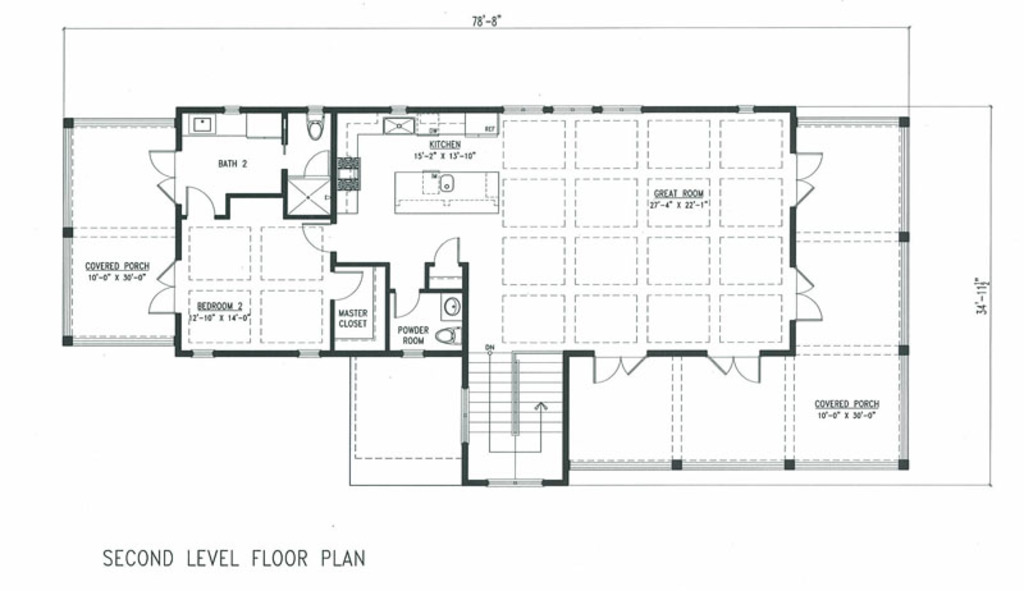 78'-8"
BATH 2
KITCHEN
15'-2" X 13'-10"
DW
REF
GREAT ROOM
27'-4" X 22'-1"
COVERED PORCH
10'-0" X 30'-0"
BEDROOM 2
12'-10" X 14'-0"
MASTER
CLOSET
POWDER
ROOM
DN
34'-11½"
COVERED PORCH
10'-0" X 30'-0"
SECOND LEVEL FLOOR PLAN